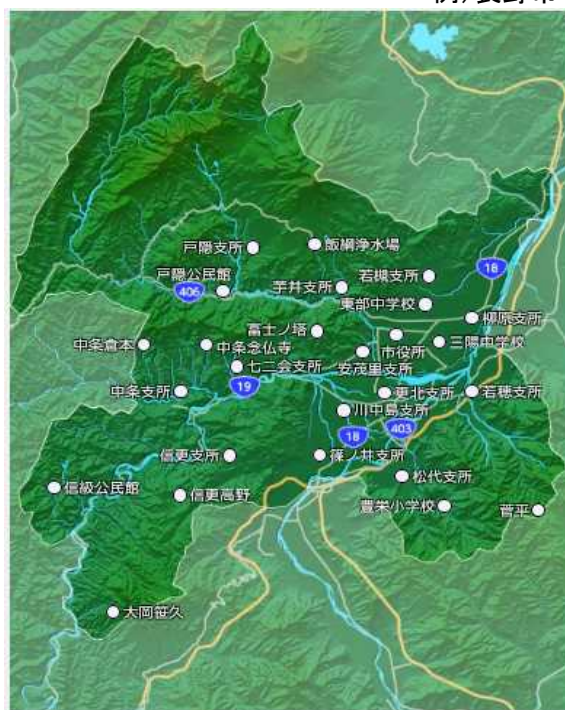 戸隠支所
飯綱浄水場
戸隠公民館
芋井支所
若槻支所
18
406
東部中学校
柳原支所
富士ノ塔
市役所
三陽中学校
中条倉本
中条念仏寺
安茂里支所
七二会支所
19
中条支所
更北支所
若穂支所
川中島支所
18
403
信更支所
篠ノ井支所
松代支所
信級公民館
信更高野
豊栄小学校
菅平
大岡笹久